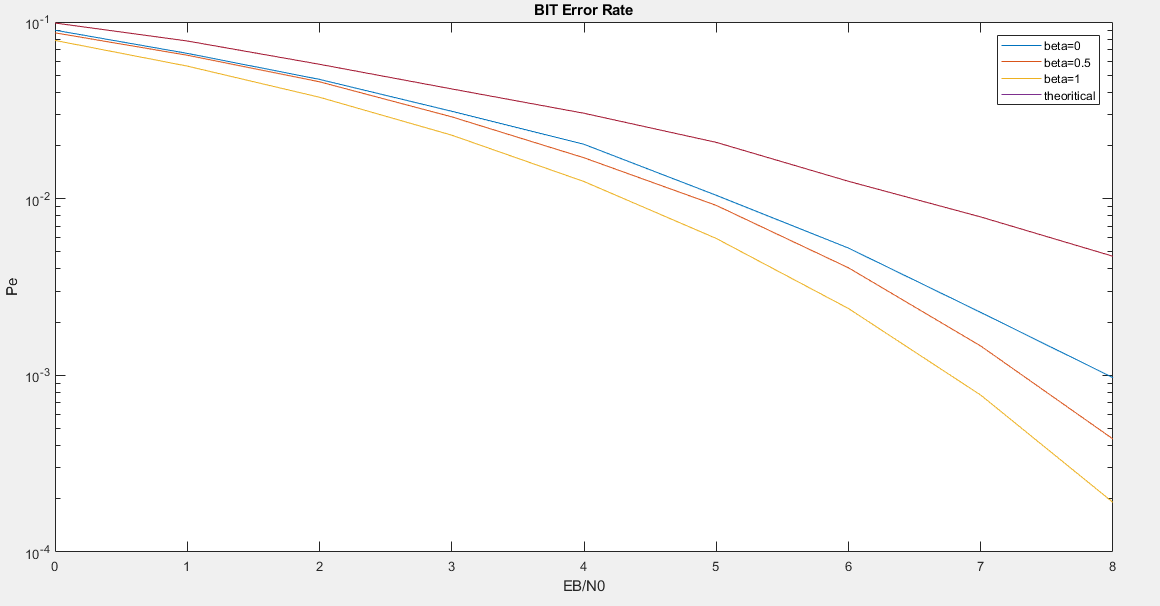 BIT Error Rate
10-1
10-2
10-3
10-4
Pe
0 1 2 3 4 5 6 7 8
EB/N0
beta=0
beta=0.5
beta=1
theoritical